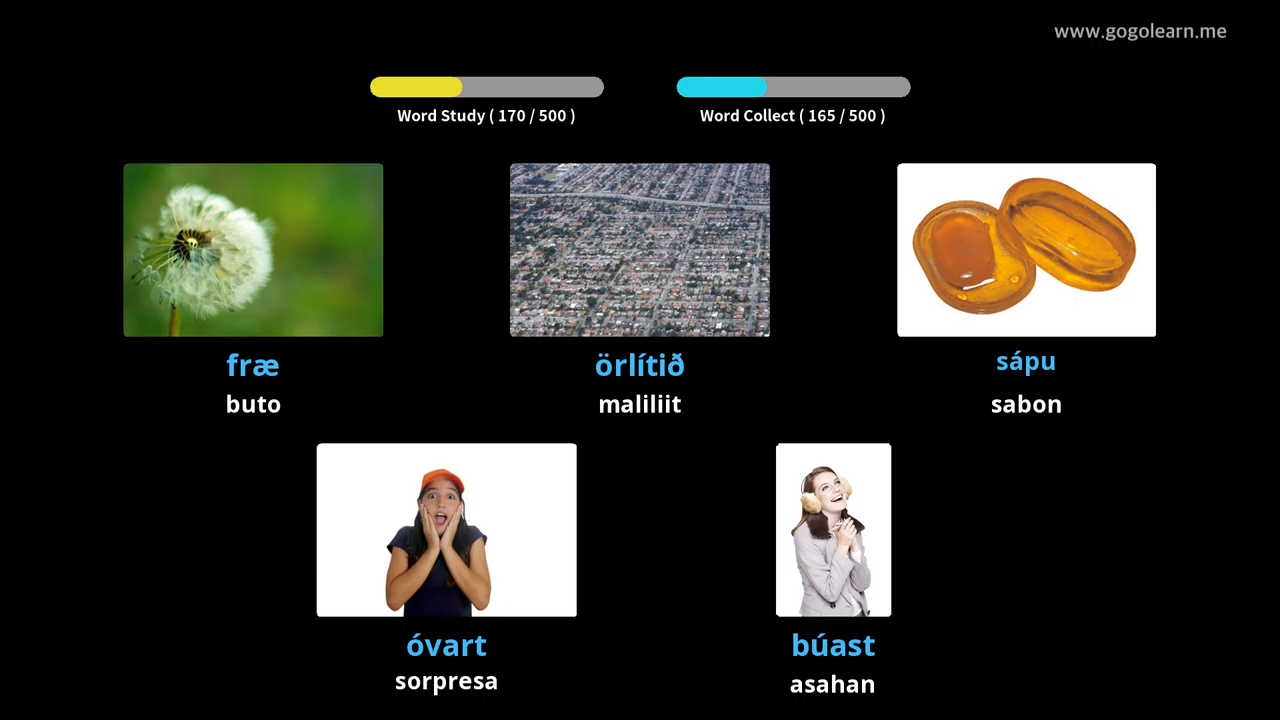 www.gogolearn.me
Word Study ( 170 / 500 )
Word Collect ( 165 / 500 )
fræ
buto
örlítið
maliliit
sápu
sabon
óvart
sorpresa
búast
asahan